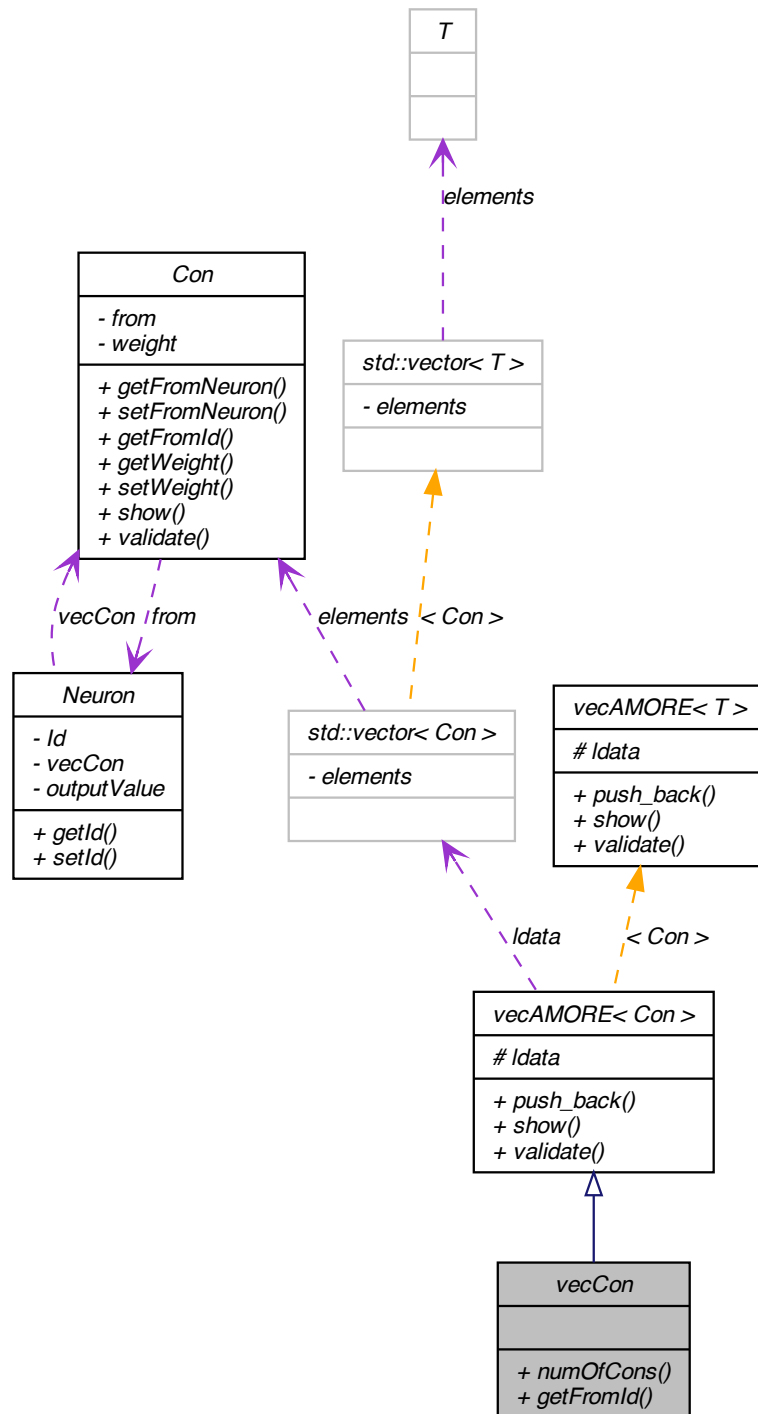 T
elements
Con
- from
- weight
+ getFromNeuron()
+ setFromNeuron()
+ getFromId()
+ getWeight()
+ setWeight()
+ show()
+ validate()
std::vector< T >
- elements
vecCon
from
elements
< Con >
Neuron
- Id
- vecCon
- outputValue
+ getId()
+ setId()
std::vector< Con >
- elements
vecAMORE< T >
# ldata
+ push_back()
+ show()
+ validate()
ldata
< Con >
vecAMORE< Con >
# ldata
+ push_back()
+ show()
+ validate()
vecCon
+ numOfCons()
+ getFromId()